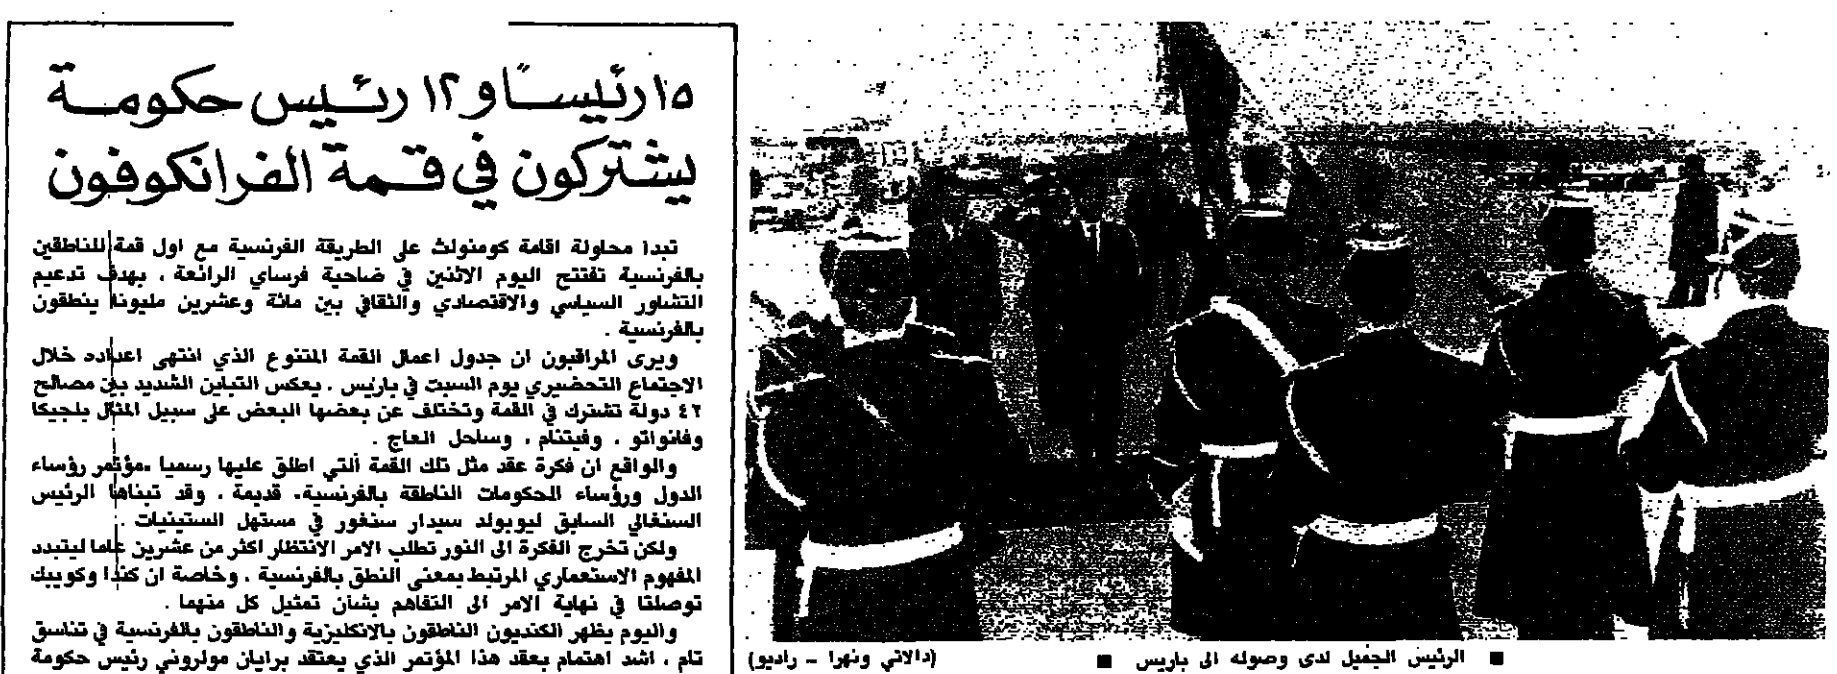 ١٥ رئيسـًا و ١٢ رئـيس حكومـة
يشتركون في قـمة الفرانكوفون
تبدا محاولة اقامة كومنولث على الطريقة الفرنسية مع اول قمة للناطقين
بالفرنسية تفتتح اليوم الاثنين في ضاحية فرساي الرائعة ، بهدف تدعيم
التشاور السياسي والاقتصادي والثقافي بين مائة وعشرين مليونا ينطقون
بالفرنسية .
ويرى المراقبون ان جدول اعمال القمة المتنوع الذي انتهى اعداده خلال
الاجتماع التحضيري يوم السبت في باريس ، يعكس التباين الشديد بين مصالح
٤٢ دولة تشترك في القمة وتختلف عن بعضها البعض على سبيل المثال بلجيكا
وفانواتو ، وفيتنام ، وساحل العاج .
والواقع ان فكرة عقد مثل تلك القمة التي اطلق عليها رسميا «مؤتمر رؤساء
الدول ورؤساء الحكومات الناطقة بالفرنسية» قديمة ، وقد تبناها الرئيس
السنغالي السابق ليوبولد سيدار سنغور في مستهل الستينيات .
ولكن تخرج الفكرة الى النور تطلب الامر الانتظار اكثر من عشرين عاما ليتبدد
المفهوم الاستعماري المرتبط بمعنى النطق بالفرنسية ، وخاصة ان كندا وكوبيك
توصلتا في نهاية الامر الى التفاهم بشان تمثيل كل منهما .
واليوم يظهر الكنديون الناطقون بالانكليزية والناطقون بالفرنسية في تناسق
تام ، اشد اهتمام بعقد هذا المؤتمر الذي يعتقد برايان مولروني رئيس حكومة
■ الرئيس الجميل لدى وصوله الى باريس ■
(دالاتي ونهرا - راديو)